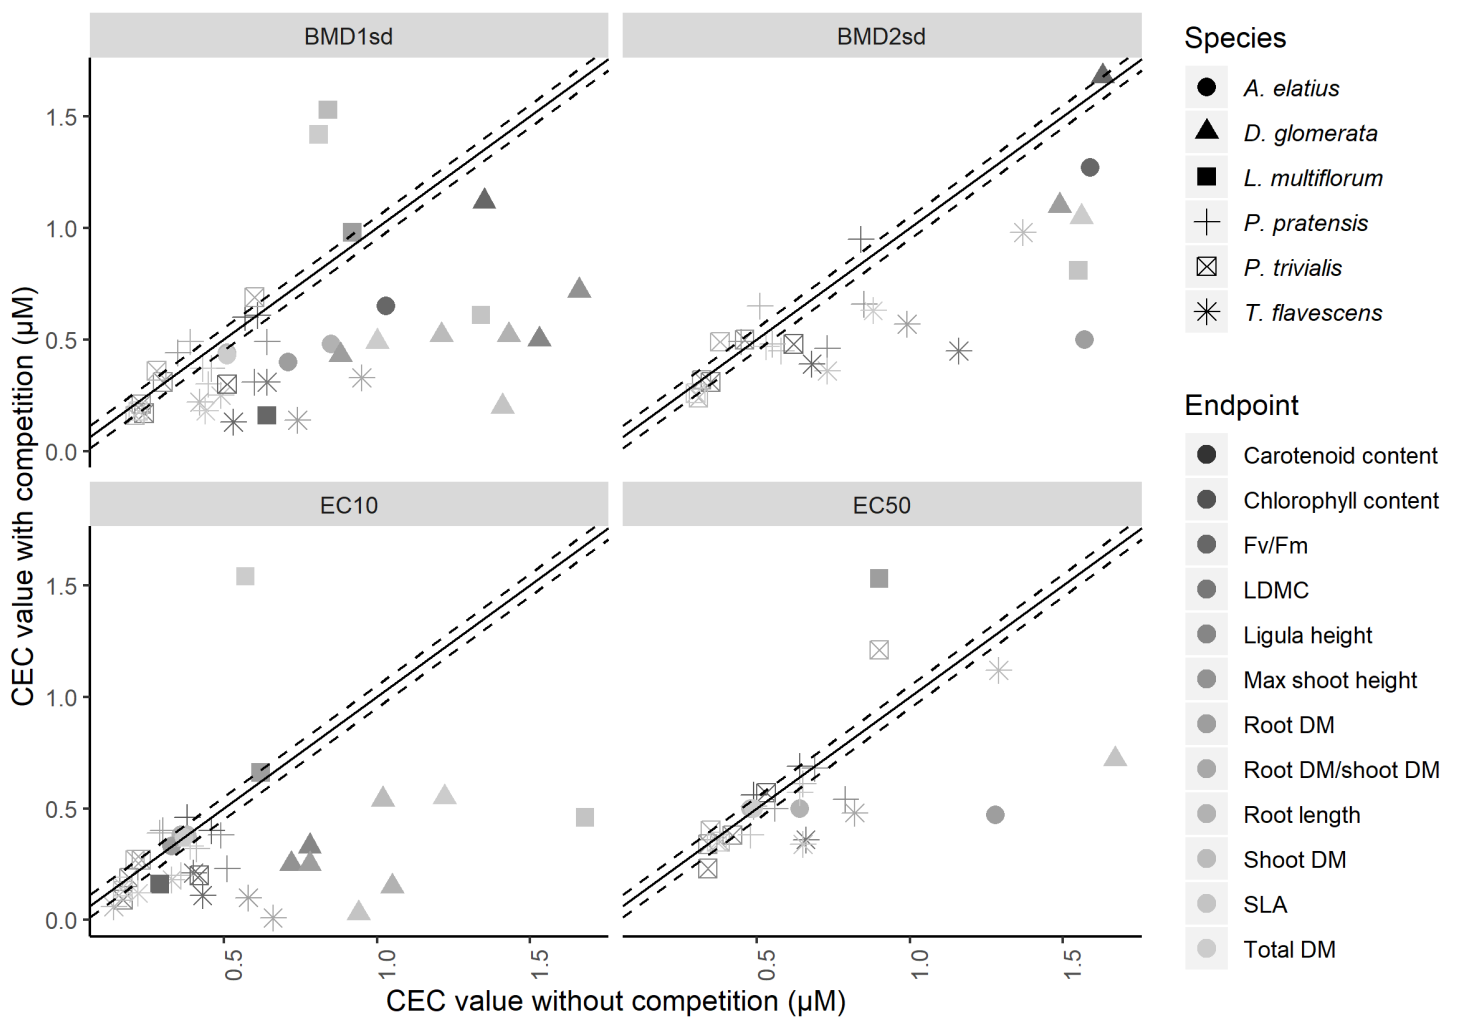 BMD1sd
BMD2sd
1.5
1.0
0.5
0.0
EC10
EC50
1.5
1.0
0.5
0.0
0.5
1.0
1.5
0.5
1.0
1.5
CEC value with competition (μM)
CEC value without competition (μM)
Species
A. elatius
D. glomerata
L. multiflorum
P. pratensis
P. trivialis
T. flavescens
Endpoint
Carotenoid content
Chlorophyll content
Fv/Fm
LDMC
Ligula height
Max shoot height
Root DM
Root DM/shoot DM
Root length
Shoot DM
SLA
Total DM